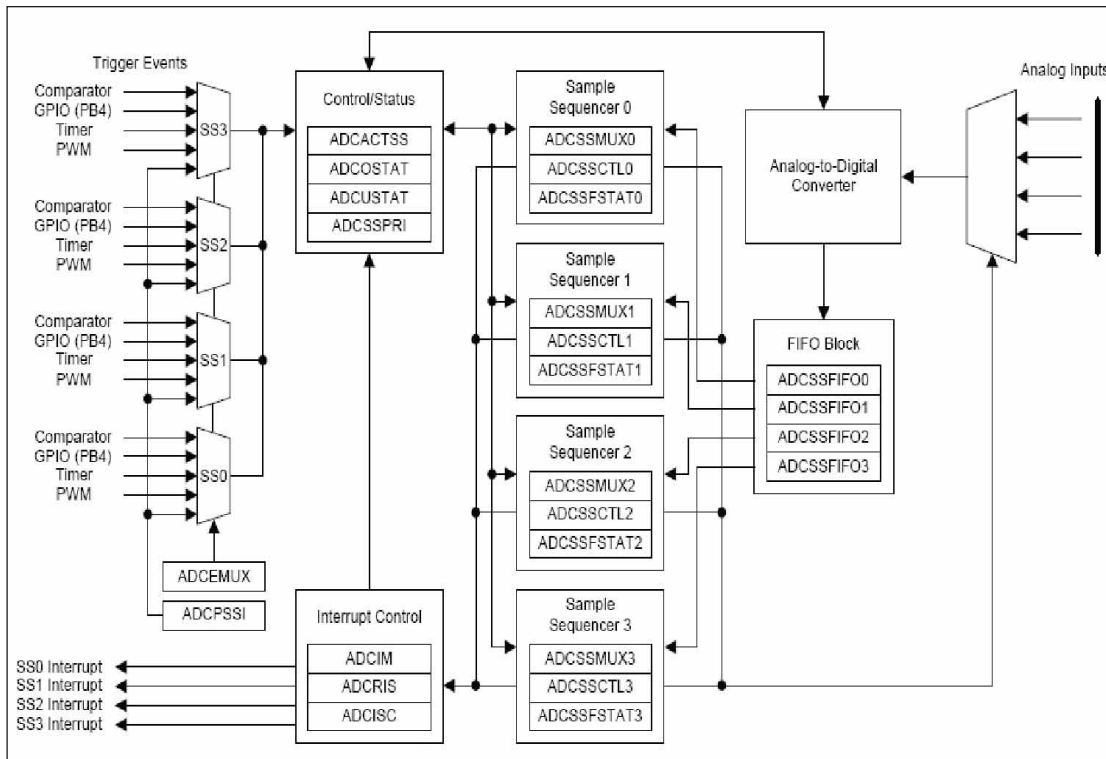 Trigger Events
Comparator
GPIO (PB4)
Timer
PWM
SS3
Comparator
GPIO (PB4)
Timer
PWM
SS2
Comparator
GPIO (PB4)
Timer
PWM
SS1
Comparator
GPIO (PB4)
Timer
PWM
SS0
ADCEMUX
ADCPSSI
Control/Status
ADCACTSS
ADCOSTAT
ADCUSTAT
ADCSSPRI
Interrupt Control
ADCIM
ADCRIS
ADCISC
SS0 Interrupt
SS1 Interrupt
SS2 Interrupt
SS3 Interrupt
Sample
Sequencer 0
ADCSSMUX0
ADCSSCTL0
ADCSSFSTAT0
Sample
Sequencer 1
ADCSSMUX1
ADCSSCTL1
ADCSSFSTAT1
Sample
Sequencer 2
ADCSSMUX2
ADCSSCTL2
ADCSSFSTAT2
Sample
Sequencer 3
ADCSSMUX3
ADCSSCTL3
ADCSSFSTAT3
Analog-to-Digital
Converter
FIFO Block
ADCSSFIFO0
ADCSSFIFO1
ADCSSFIFO2
ADCSSFIFO3
Analog Inputs